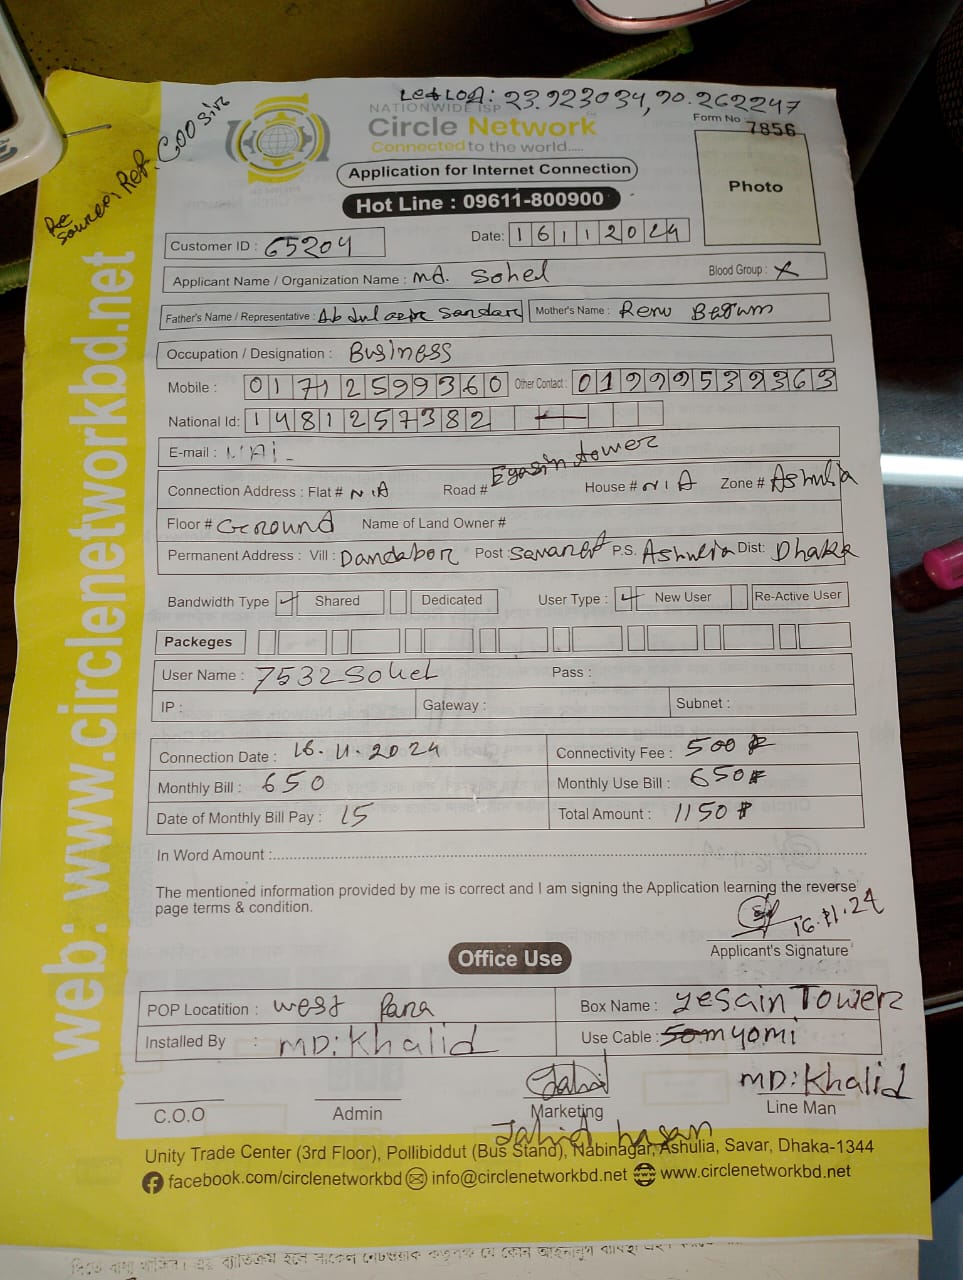 Let Lon: 23.923034, 90.262247
Ref. COO Sir
NATIONWIDE ISP
Circle Network
Connected to the world.....
Form No 7856
Application for Internet Connection
Photo
Hot Line : 09611-800900
Customer ID : 65204
Date: 16112024
Applicant Name / Organization Name : Md. Sohel
Blood Group : X
Father's Name / Representative : Abdul Sardar
Mother's Name : Renu Begum
Occupation / Designation : Business
Mobile : 01712599360
Other Contact : 01999539363
National Id: 1481257382
E-mail :
Connection Address : Flat # N/A Road # Eyasin tower House # N/A Zone # Ashulia
Floor # Ground Name of Land Owner #
Permanent Address : Vill : Dandabor Post : P.S. Ashulia Dist: Dhaka
Bandwidth Type ✓ Shared Dedicated User Type : ✓ New User Re-Active User
Packeges
User Name : 7532Sohel Pass :
IP : Gateway : Subnet :
Connection Date : 16.11.2024 Connectivity Fee : 500
Monthly Bill : 650 Monthly Use Bill : 650
Date of Monthly Bill Pay : 15 Total Amount : 1150
In Word Amount :
The mentioned information provided by me is correct and I am signing the Application learning the reverse
page terms & condition.
16.11.24
Applicant's Signature
Office Use
POP Locatition : West Para Box Name : yesain Tower
Installed By : MD: Khalid Use Cable :
MD: Khalid
C.O.O Admin Marketing Line Man
Jahid hasan
Unity Trade Center (3rd Floor), Pollibiddut (Bus Stand), Nabinagar, Ashulia, Savar, Dhaka-1344
facebook.com/circlenetworkbd info@circlenetworkbd.net www.circlenetworkbd.net
web: www.circlenetworkbd.net